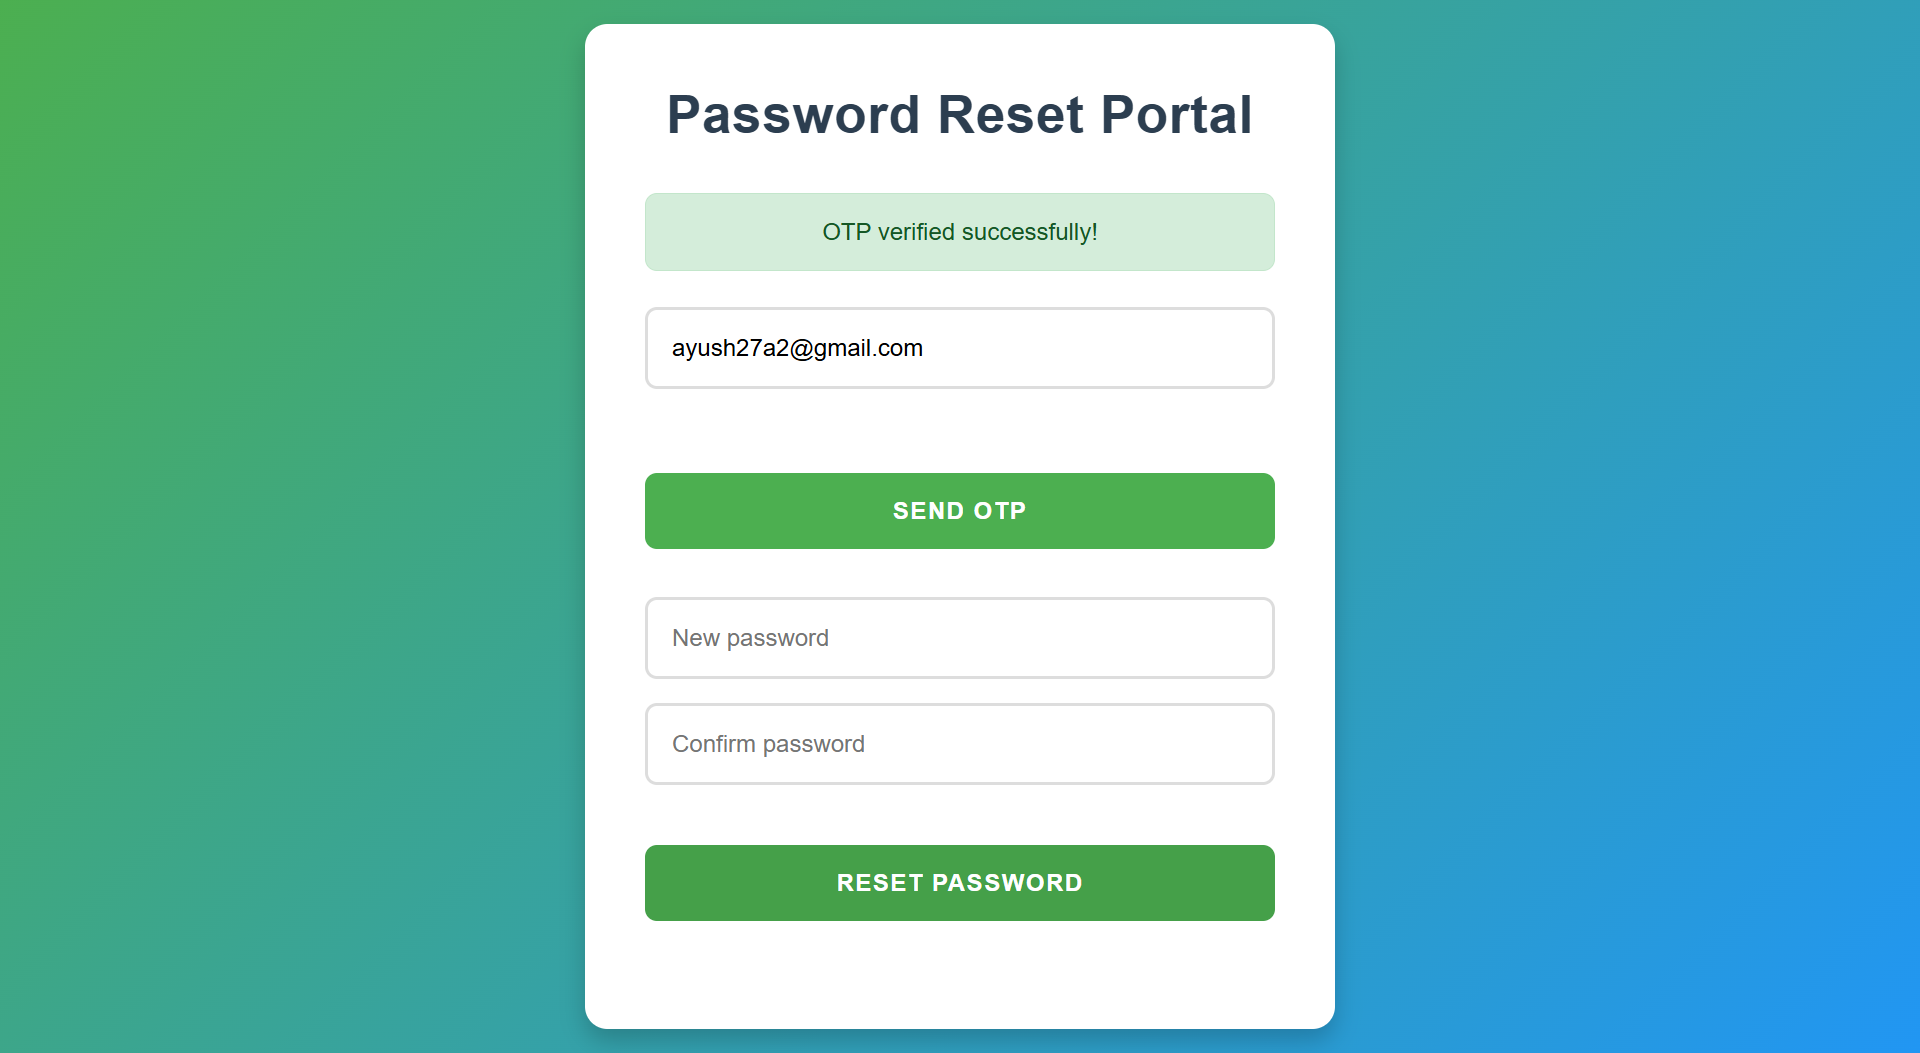 Password Reset Portal
OTP verified successfully!
ayush27a2@gmail.com
SEND OTP
New password
Confirm password
RESET PASSWORD